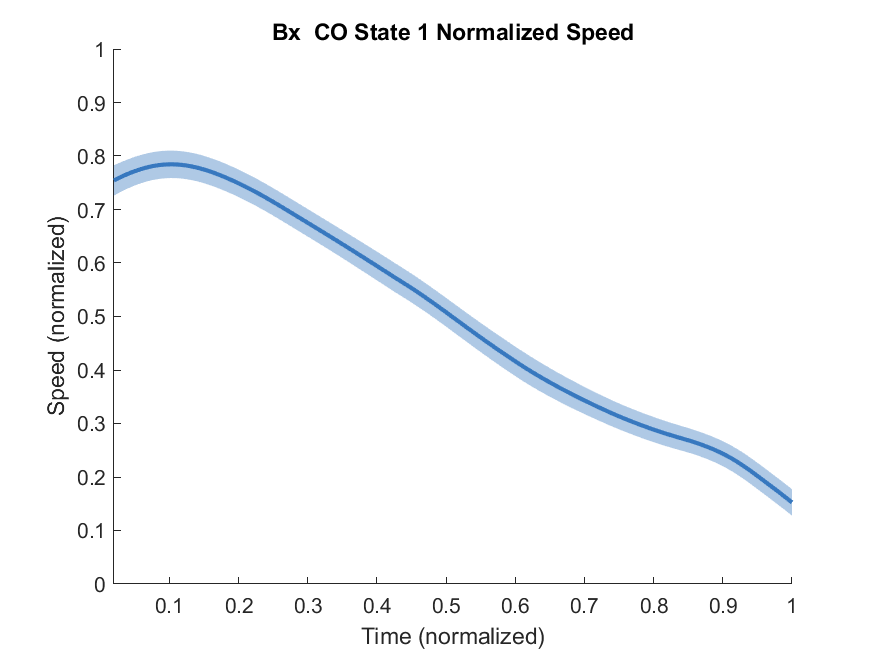 Bx  CO State 1 Normalized Speed
1
0.9
0.8
0.7
0.6
0.5
0.4
0.3
0.2
0.1
0
Speed (normalized)
0.1 0.2 0.3 0.4 0.5 0.6 0.7 0.8 0.9 1
Time (normalized)